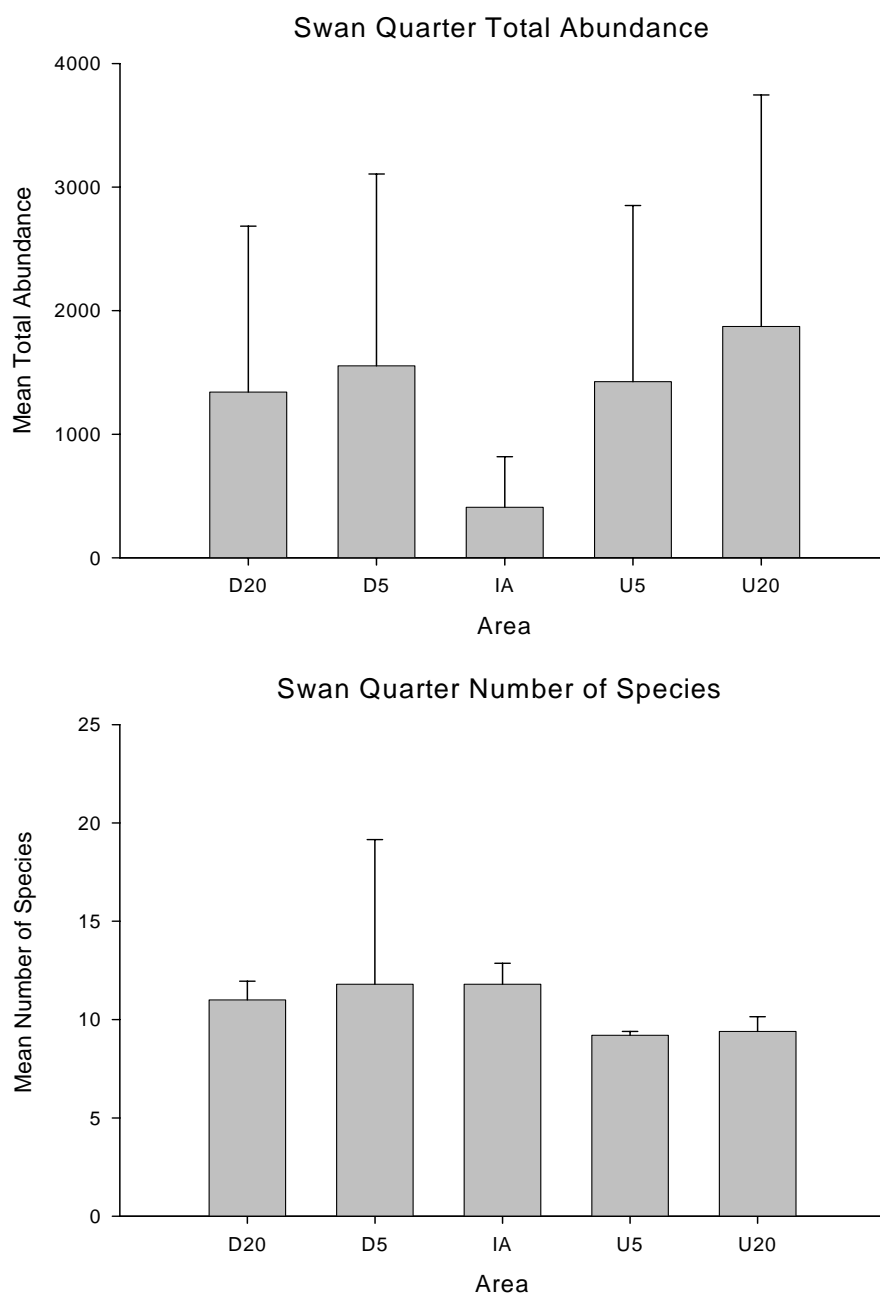 Swan Quarter Total Abundance
4000
3000
2000
1000
0
Mean Total Abundance
D20 D5 IA U5 U20
Area
Swan Quarter Number of Species
25
20
15
10
5
0
Mean Number of Species
D20 D5 IA U5 U20
Area